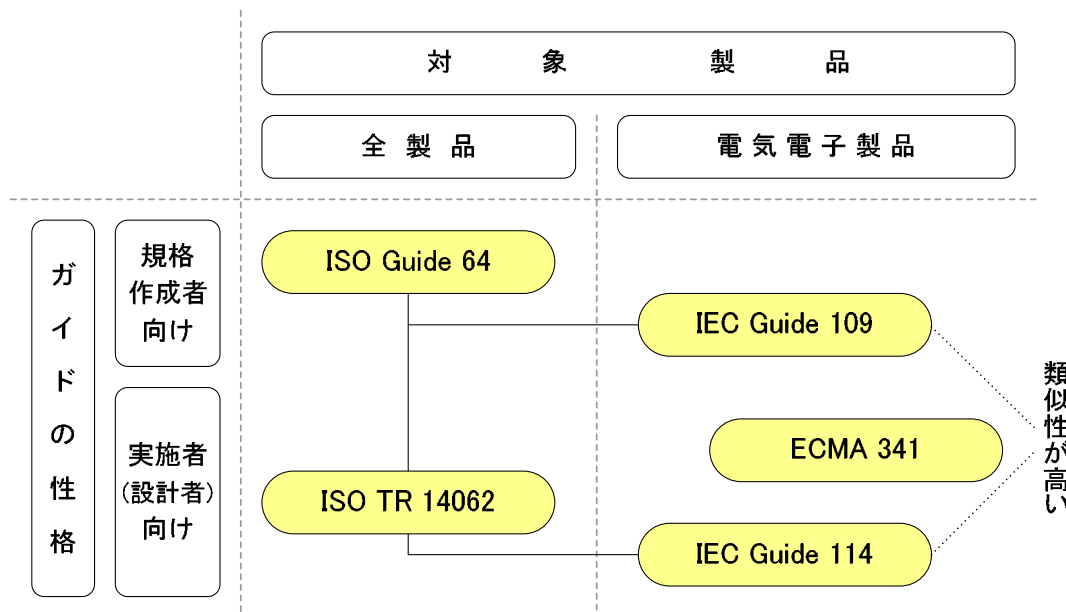 対象製品
全製品
電気電子製品
ガイドの性格
規格
作成者
向け
実施者
(設計者)
向け
ISO Guide 64
IEC Guide 109
ECMA 341
ISO TR 14062
IEC Guide 114
類似性が高い